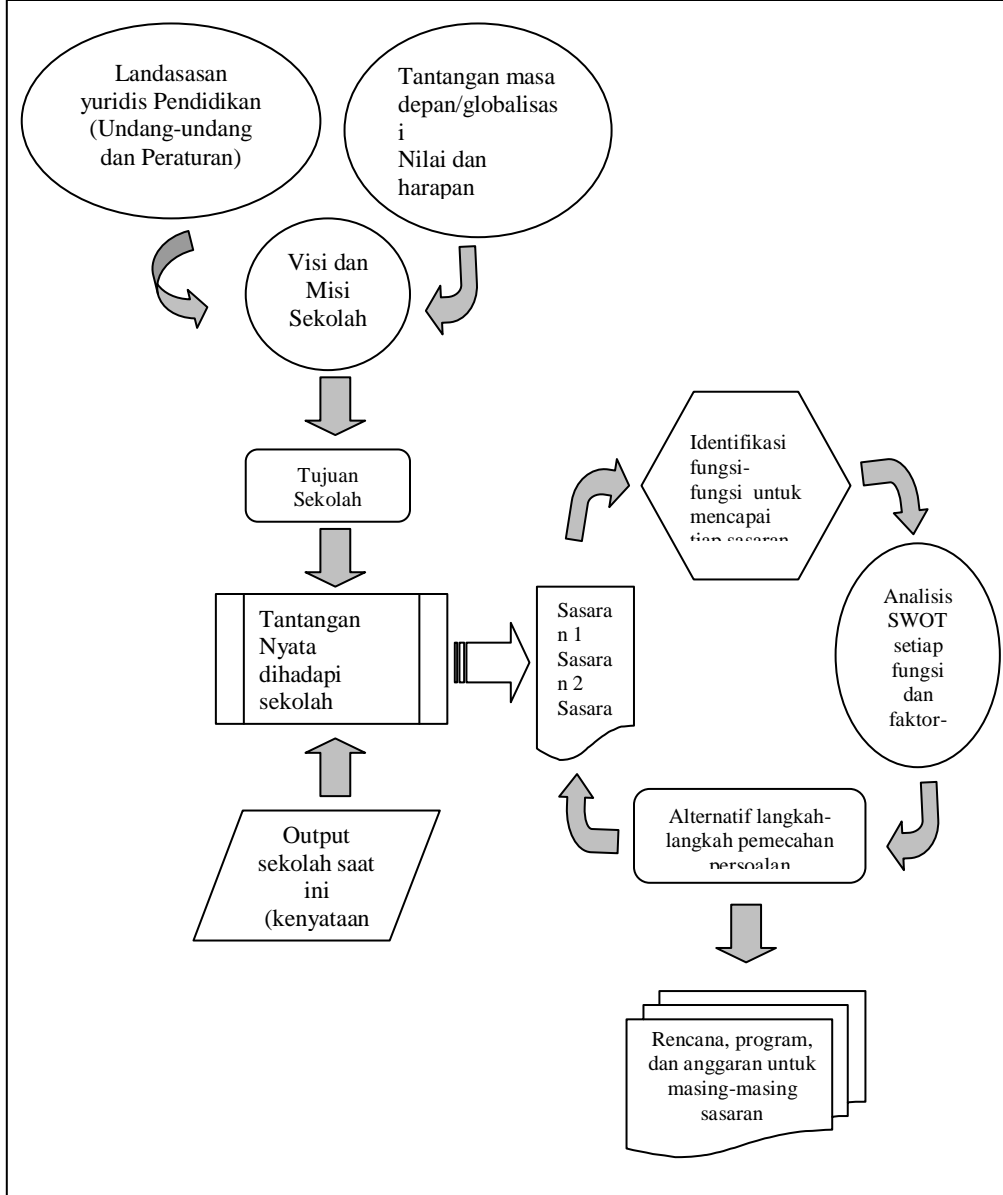 Landasasan
yuridis Pendidikan
(Undang-undang
dan Peraturan)
Tantangan masa
depan/globalisas
i
Nilai dan
harapan
Visi dan
Misi
Sekolah
Tujuan
Sekolah
Tantangan
Nyata
dihadapi
sekolah
Output
sekolah saat
ini
(kenyataan
Sasara
n 1
Sasara
n 2
Sasara
Identifikasi
fungsi-
fungsi untuk
mencapai
tiap sasaran
Analisis
SWOT
setiap
fungsi
dan
faktor-
Alternatif langkah-
langkah pemecahan
persoalan
Rencana, program,
dan anggaran untuk
masing-masing
sasaran